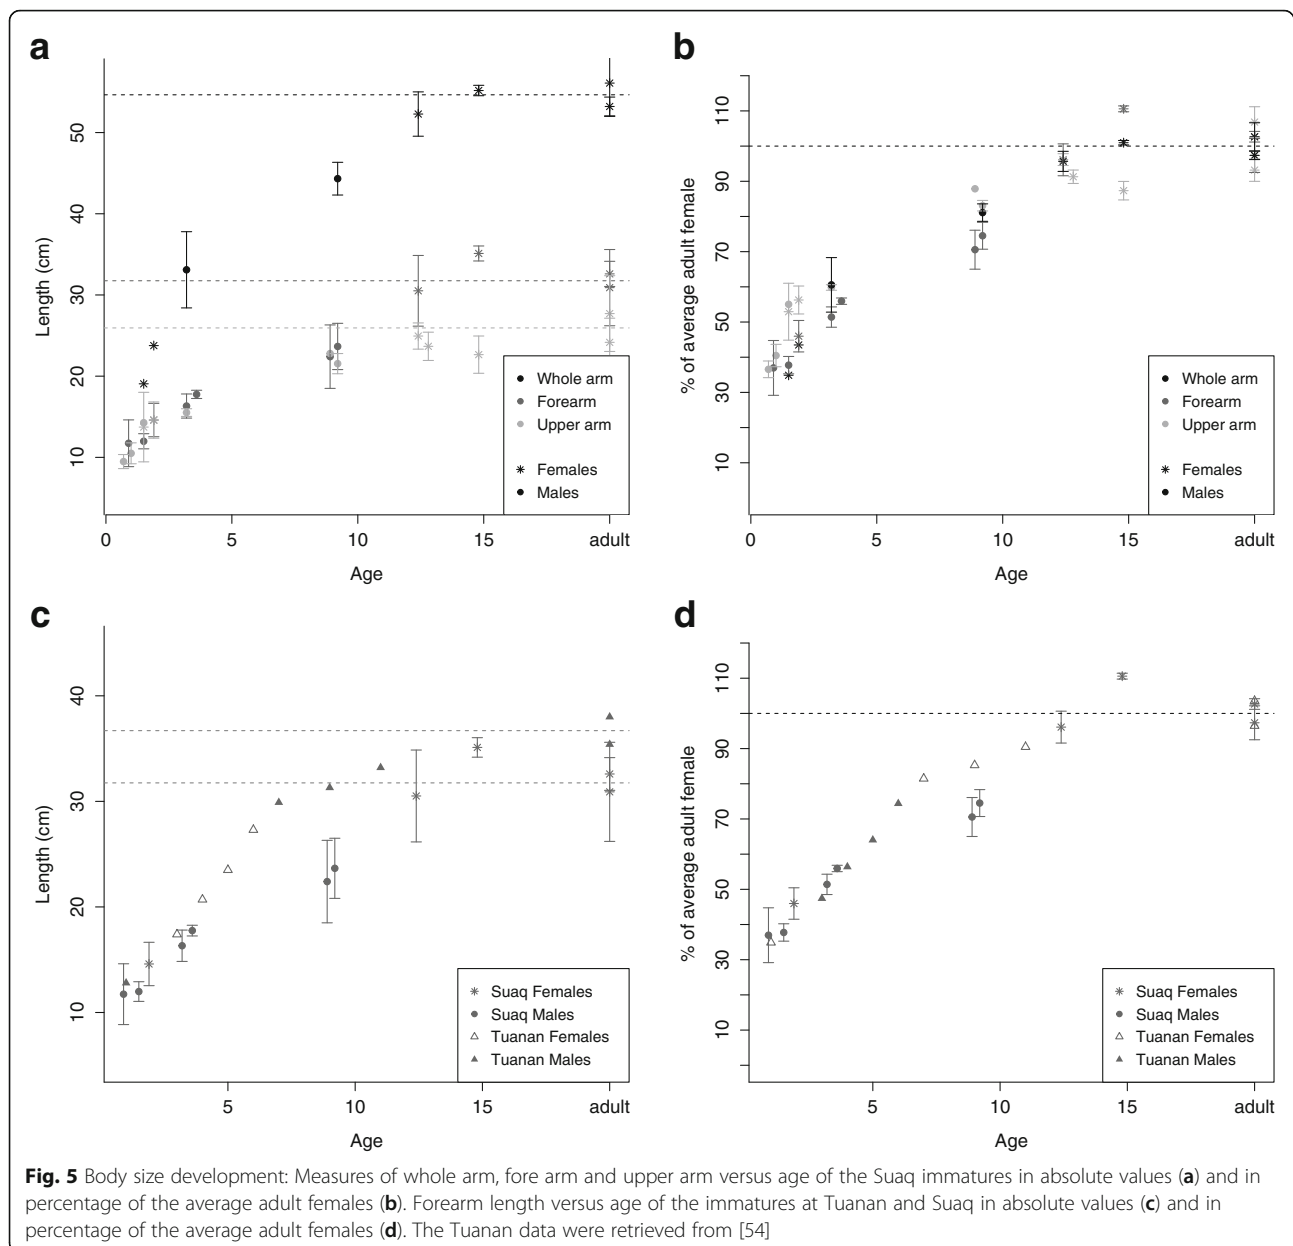 a
Length (cm)
50
40
30
20
10
0 5 10 15 adult
Age
Whole arm
Forearm
Upper arm
Females
Males
b
% of average adult female
110
90
70
50
30
10
0 5 10 15 adult
Age
Whole arm
Forearm
Upper arm
Females
Males
c
Length (cm)
40
30
20
10
5 10 15 adult
Age
Suaq Females
Suaq Males
Tuanan Females
Tuanan Males
d
% of average adult female
110
90
70
50
30
10
5 10 15 adult
Age
Suaq Females
Suaq Males
Tuanan Females
Tuanan Males
Fig. 5 Body size development: Measures of whole arm, fore arm and upper arm versus age of the Suaq immatures in absolute values (a) and in
percentage of the average adult females (b). Forearm length versus age of the immatures at Tuanan and Suaq in absolute values (c) and in
percentage of the average adult females (d). The Tuanan data were retrieved from [54]